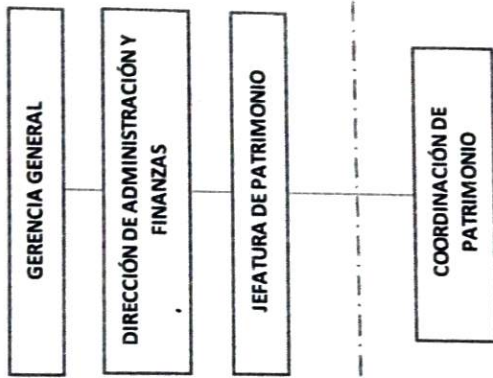 GERENCIA GENERAL
DIRECCIÓN DE ADMINISTRACIÓN Y
FINANZAS
JEFATURA DE PATRIMONIO
COORDINACIÓN DE
PATRIMONIO